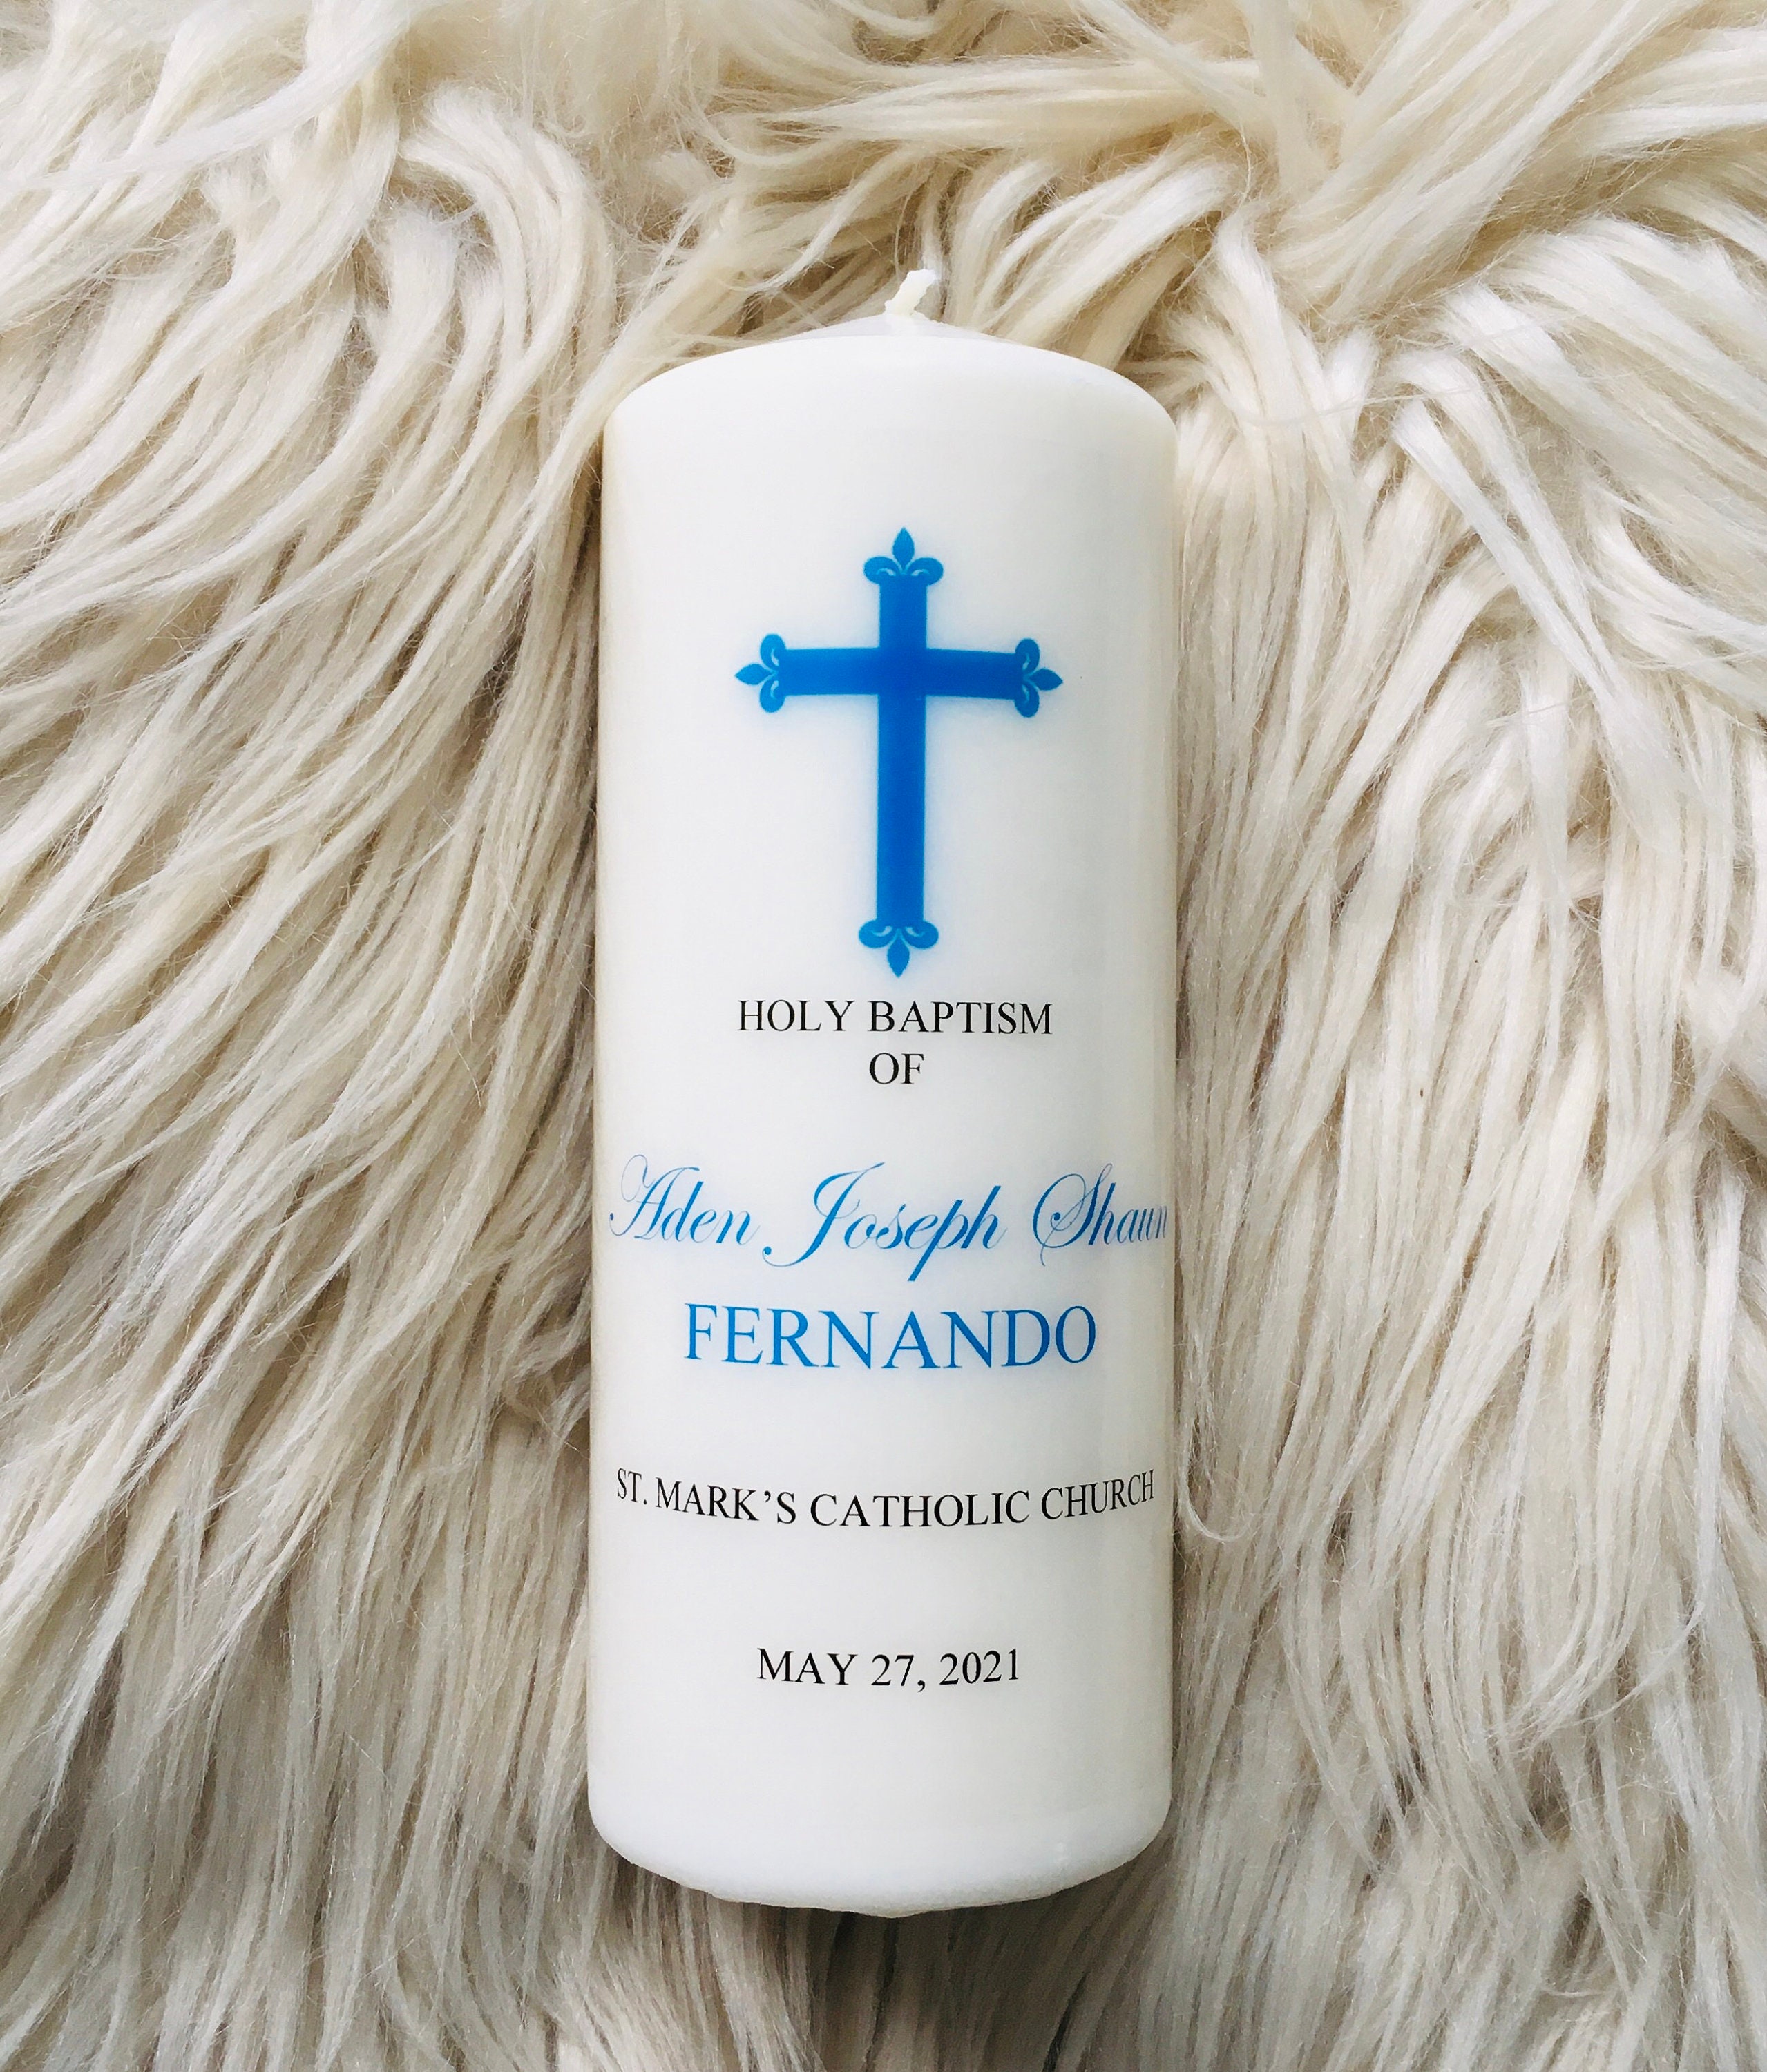 HOLY BAPTISM
OF
Aden Joseph Shaun
FERNANDO
ST. MARK’S CATHOLIC CHURCH
MAY 27, 2021